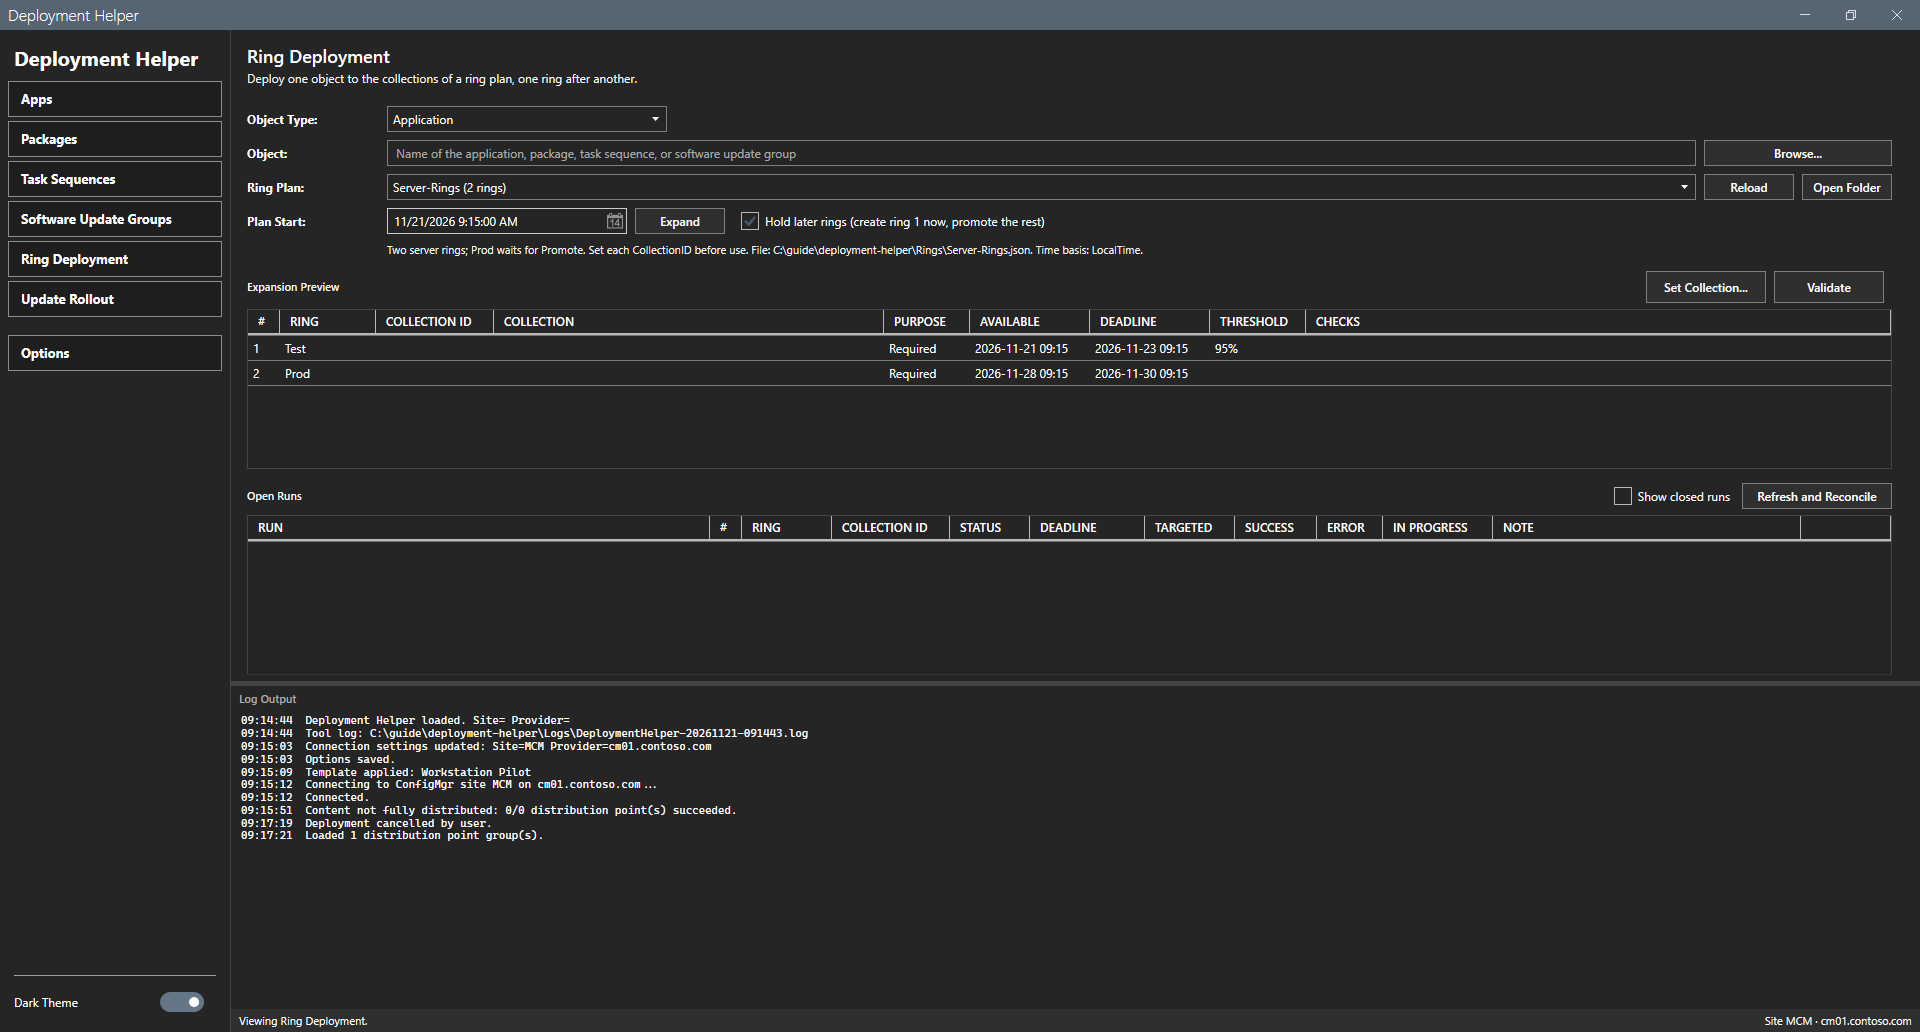 Deployment Helper
Deployment Helper
Apps
Packages
Task Sequences
Software Update Groups
Ring Deployment
Update Rollout
Options
Dark Theme
Ring Deployment
Deploy one object to the collections of a ring plan, one ring after another.
Object Type: Application
Object: Name of the application, package, task sequence, or software update group Browse...
Ring Plan: Server-Rings (2 rings) Reload Open Folder
Plan Start: 11/21/2026 9:15:00 AM 14 Expand Hold later rings (create ring 1 now, promote the rest)
Two server rings; Prod waits for Promote. Set each CollectionID before use. File: C:\guide\deployment-helper\Rings\Server-Rings.json. Time basis: LocalTime.
Expansion Preview Set Collection... Validate
# RING COLLECTION ID COLLECTION PURPOSE AVAILABLE DEADLINE THRESHOLD CHECKS
1 Test Required 2026-11-21 09:15 2026-11-23 09:15 95%
2 Prod Required 2026-11-28 09:15 2026-11-30 09:15
Open Runs Show closed runs Refresh and Reconcile
RUN # RING COLLECTION ID STATUS DEADLINE TARGETED SUCCESS ERROR IN PROGRESS NOTE
Log Output
09:14:44 Deployment Helper loaded. Site= Provider=
09:14:44 Tool log: C:\guide\deployment-helper\Logs\DeploymentHelper-20261121-091443.log
09:15:03 Connection settings updated: Site=MCM Provider=cm01.contoso.com
09:15:03 Options saved.
09:15:09 Template applied: Workstation Pilot
09:15:12 Connecting to ConfigMgr site MCM on cm01.contoso.com ...
09:15:12 Connected.
09:15:51 Content not fully distributed: 0/0 distribution point(s) succeeded.
09:17:19 Deployment cancelled by user.
09:17:21 Loaded 1 distribution point group(s).
Viewing Ring Deployment.
Site MCM · cm01.contoso.com